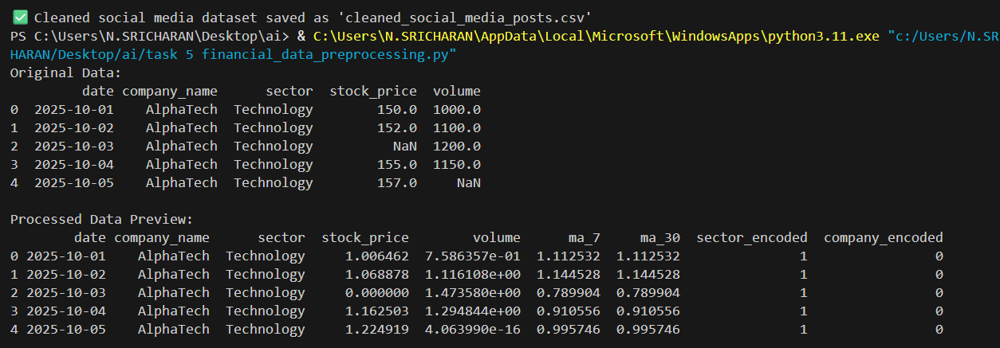 ✅ Cleaned social media dataset saved as 'cleaned_social_media_posts.csv'
PS C:\Users\N.SRICHARAN\Desktop\ai> & C:\Users\N.SRICHARAN\AppData\Local\Microsoft\WindowsApps\python3.11.exe "c:/Users/N.SR
HARAN/Desktop/ai/task 5 financial_data_preprocessing.py"
Original Data:
date company_name sector stock_price volume
0 2025-10-01 AlphaTech Technology 150.0 1000.0
1 2025-10-02 AlphaTech Technology 152.0 1100.0
2 2025-10-03 AlphaTech Technology NaN 1200.0
3 2025-10-04 AlphaTech Technology 155.0 1150.0
4 2025-10-05 AlphaTech Technology 157.0 NaN
Processed Data Preview:
date company_name sector stock_price volume ma_7 ma_30 sector_encoded company_encoded
0 2025-10-01 AlphaTech Technology 1.006462 7.586357e-01 1.112532 1.112532 1 0
1 2025-10-02 AlphaTech Technology 1.068878 1.116108e+00 1.144528 1.144528 1 0
2 2025-10-03 AlphaTech Technology 0.000000 1.473580e+00 0.789904 0.789904 1 0
3 2025-10-04 AlphaTech Technology 1.162503 1.294844e+00 0.910556 0.910556 1 0
4 2025-10-05 AlphaTech Technology 1.224919 4.063990e-16 0.995746 0.995746 1 0